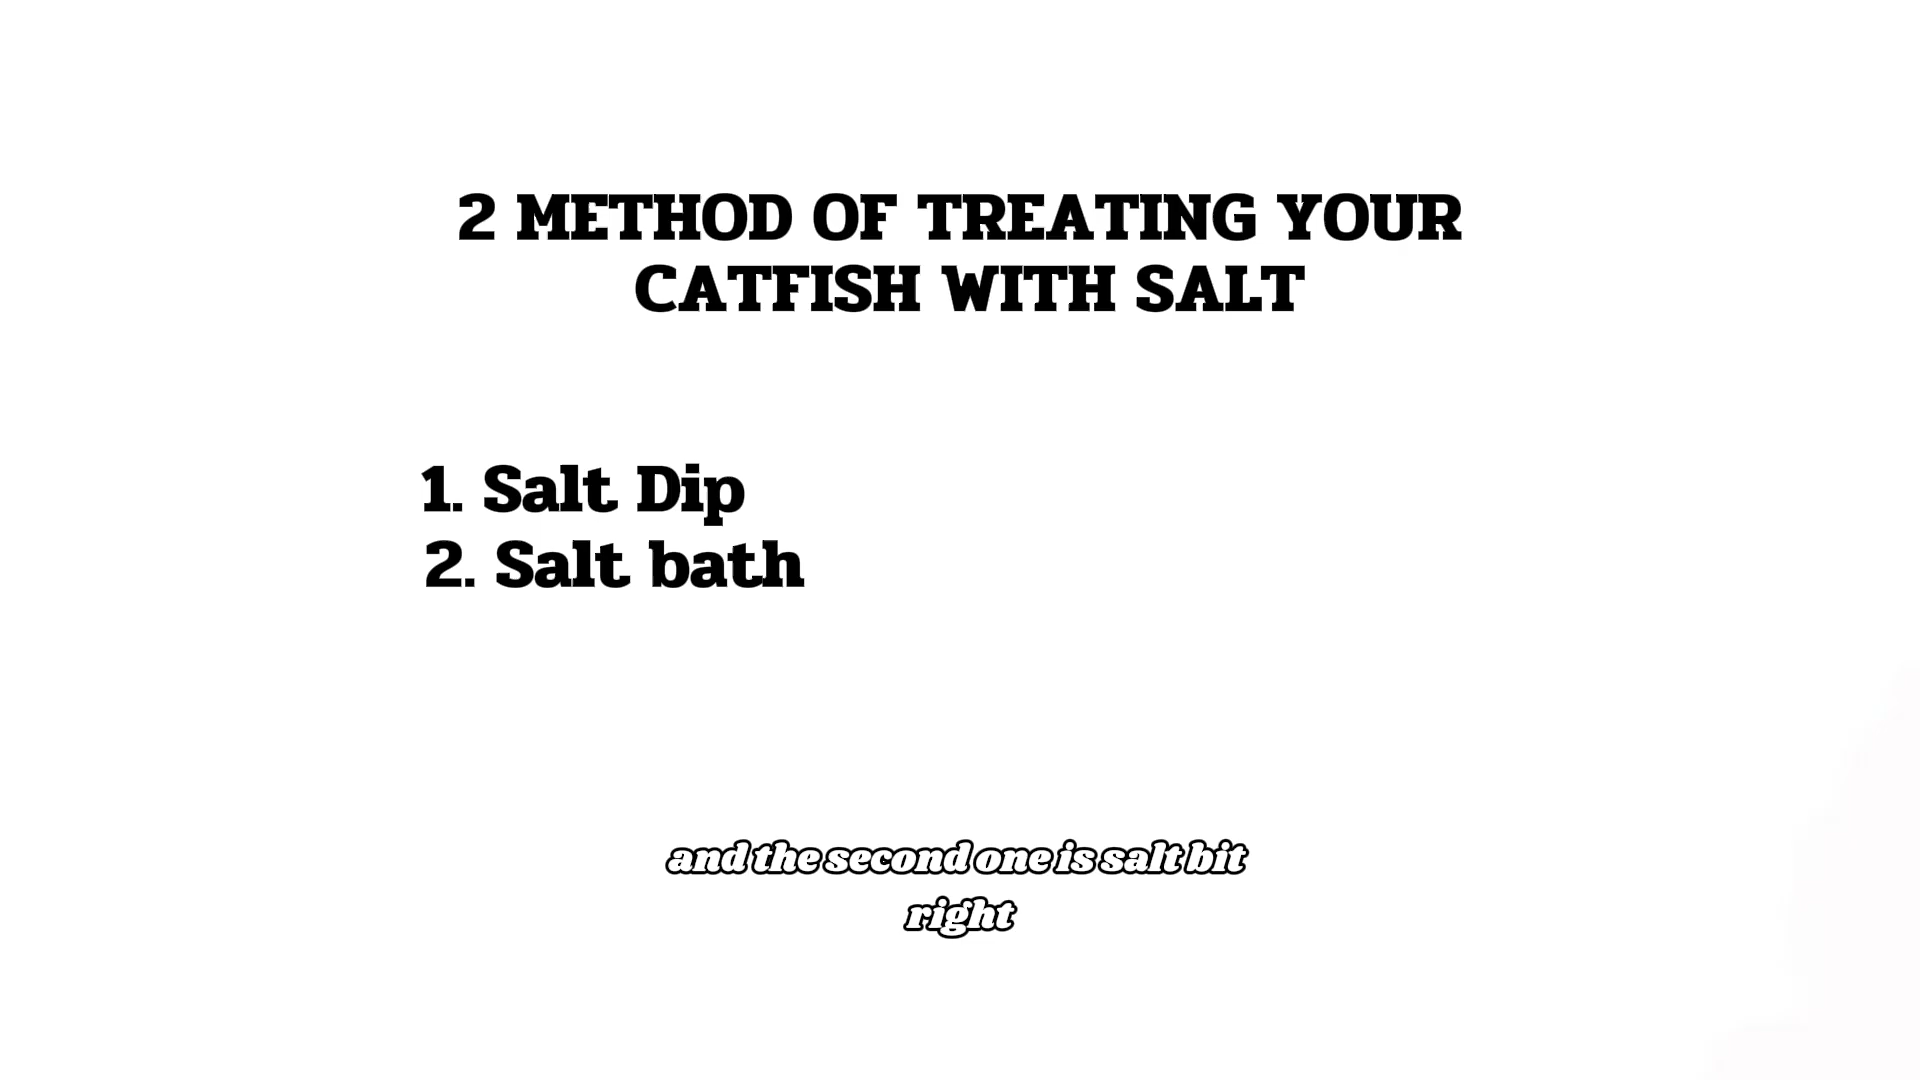 2 METHOD OF TREATING YOUR
CATFISH WITH SALT
1. Salt Dip
2. Salt bath
and the second one is salt bit
right